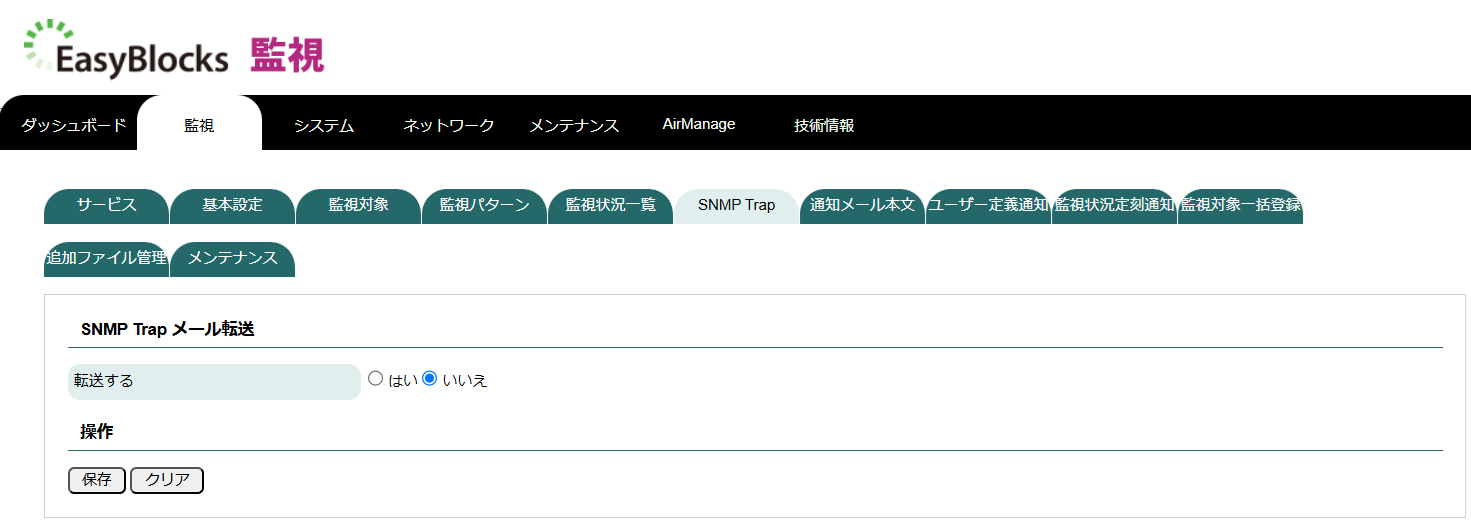 EasyBlocks 監視
ダッシュボード 監視 システム ネットワーク メンテナンス AirManage 技術情報
サービス 基本設定 監視対象 監視パターン 監視状況一覧 SNMP Trap 通知メール本文 ユーザー定義通知 監視状況定刻通知 監視対象一括登録
追加ファイル管理 メンテナンス
SNMP Trap メール転送
転送する はい いいえ
操作
保存 クリア